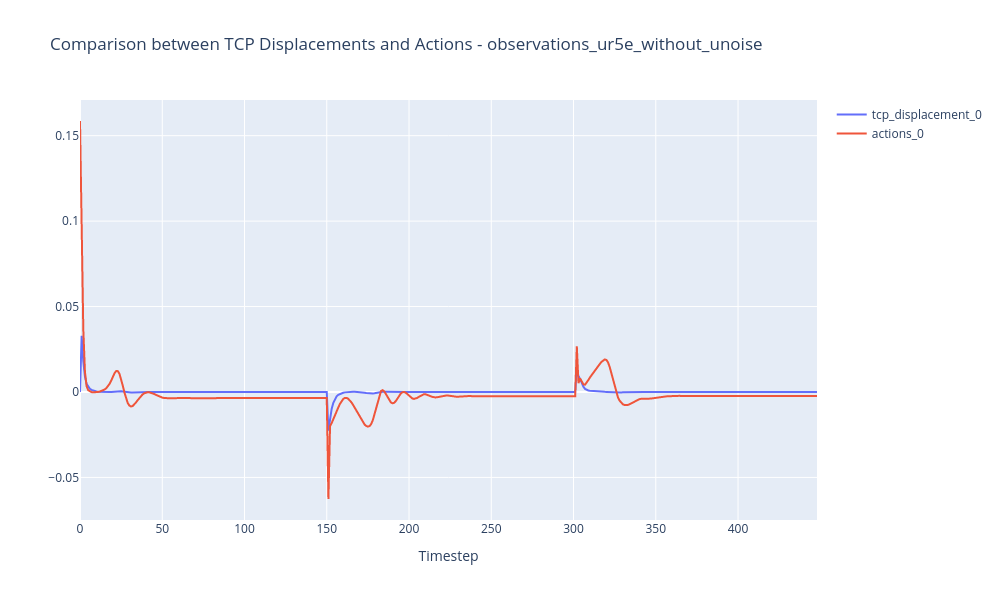 Comparison between TCP Displacements and Actions - observations_ur5e_without_unoise
tcp_displacement_0
actions_0
0.15
0.1
0.05
0
−0.05
0 50 100 150 200 250 300 350 400
Timestep